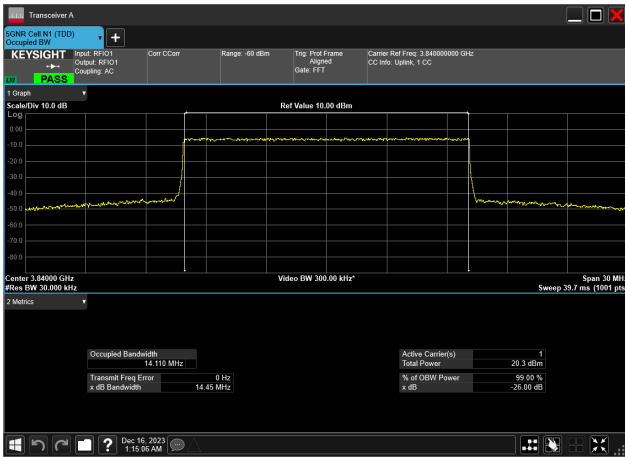 Transceiver A
5GNR Cell N1 (TDD)
Occupied BW
KEYSIGHT
LNI
PASS
Input: RFIO1
Output: RFIO1
Coupling: AC
Corr CCorr
Range: -60 dBm
Trig: Prot Frame
Aligned
Gate: FFT
Carrier Ref Freq: 3.840000000 GHz
CC Info: Uplink, 1 CC
1 Graph
Scale/Div 10.0 dB
Ref Value 10.00 dBm
Log
0.00
-10.0
-20.0
-30.0
-40.0
-50.0
-60.0
-70.0
-80.0
Center 3.84000 GHz
Video BW 300.00 kHz*
Span 30 MHz
#Res BW 30.000 kHz
Sweep 39.7 ms (1001 pts
2 Metrics
Occupied Bandwidth
14.110 MHz
Transmit Freq Error 0 Hz
x dB Bandwidth 14.45 MHz
Active Carrier(s) 1
Total Power 20.3 dBm
% of OBW Power 99.00 %
x dB -26.00 dB
Dec 16, 2023
1:15:06 AM